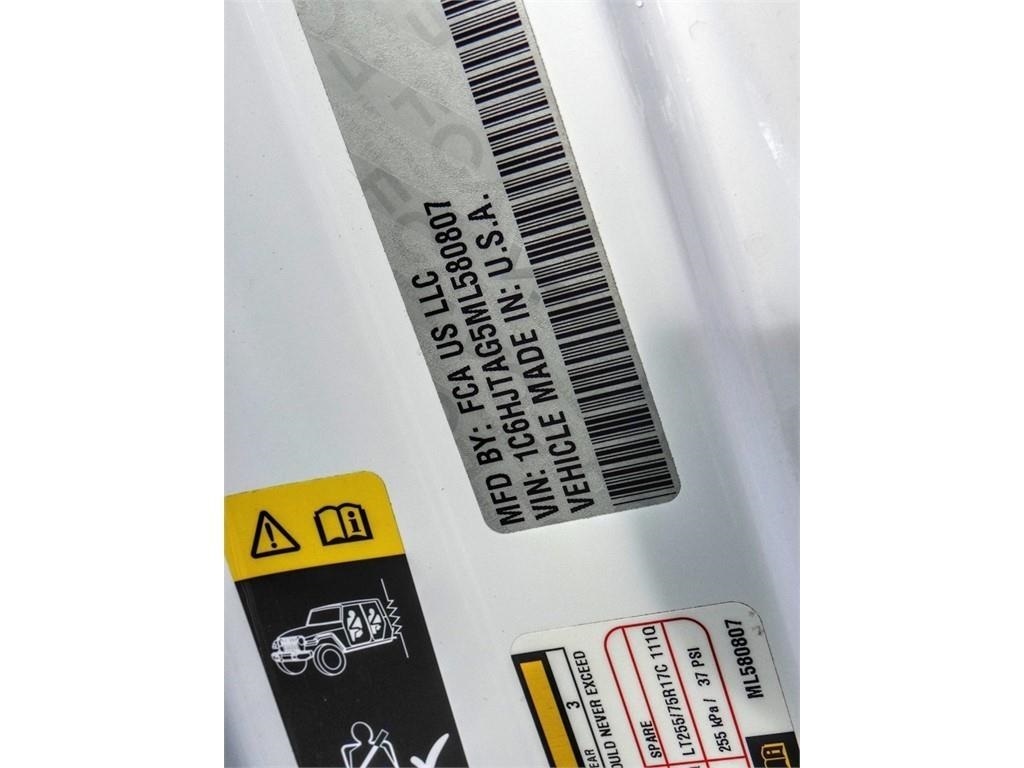 MFD BY: FCA US LLC
VIN: 1C6HJTAG5ML580807
VEHICLE MADE IN: U.S.A.
3
EAR
OULD NEVER EXCEED
SPARE
LT255/75R17C 111Q
255 kPa / 37 PSI
ML580807